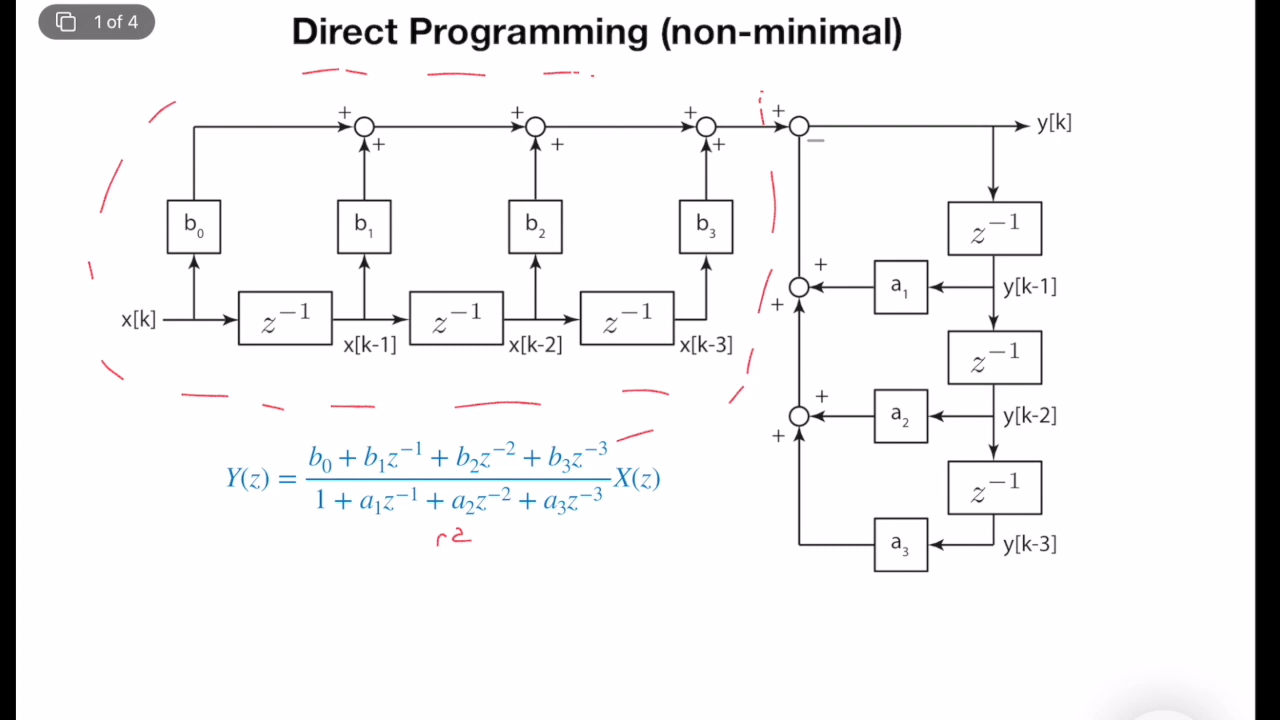 1 of 4
Direct Programming (non-minimal)
+ + + +
y[k]
+ + + −
b₀ b₁ b₂ b₃
z⁻¹
+ a₁ y[k-1]
+
x[k] z⁻¹ z⁻¹ z⁻¹
x[k-1] x[k-2] x[k-3]
z⁻¹
+ a₂ y[k-2]
+
Y(z) = (b₀ + b₁z⁻¹ + b₂z⁻² + b₃z⁻³) / (1 + a₁z⁻¹ + a₂z⁻² + a₃z⁻³) X(z)
z⁻¹
a₃ y[k-3]